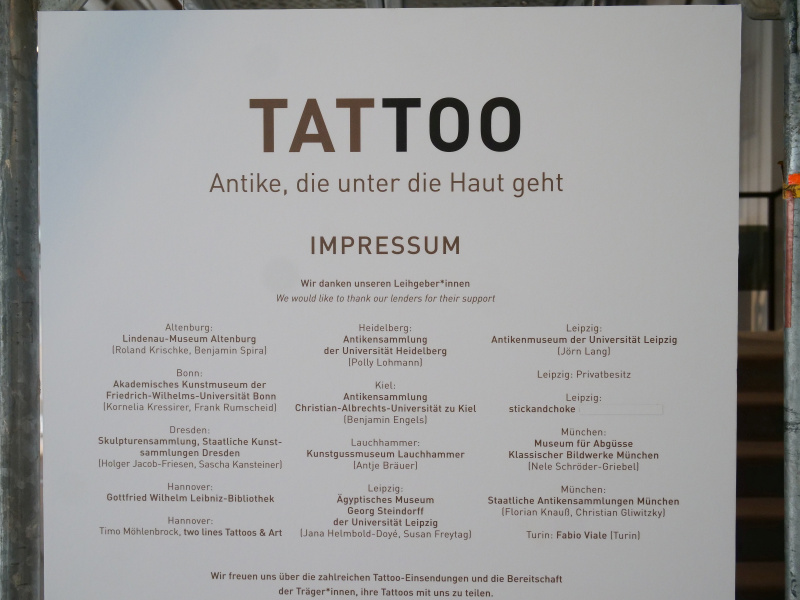 TATTOO
Antike, die unter die Haut geht
IMPRESSUM
Wir danken unseren Leihgeber*innen
We would like to thank our lenders for their support
Altenburg:
Lindenau-Museum Altenburg
(Roland Krischke, Benjamin Spira)
Bonn:
Akademisches Kunstmuseum der
Friedrich-Wilhelms-Universität Bonn
(Kornelia Kressirer, Frank Rumscheid)
Dresden:
Skulpturensammlung, Staatliche Kunst-
sammlungen Dresden
(Holger Jacob-Friesen, Sascha Kansteiner)
Hannover:
Gottfried Wilhelm Leibniz-Bibliothek
Hannover:
Timo Möhlenbrock, two lines Tattoos & Art
Heidelberg:
Antikensammlung
der Universität Heidelberg
(Polly Lohmann)
Kiel:
Antikensammlung
Christian-Albrechts-Universität zu Kiel
(Benjamin Engels)
Lauchhammer:
Kunstgussmuseum Lauchhammer
(Antje Bräuer)
Leipzig:
Ägyptisches Museum
Georg Steindorff
der Universität Leipzig
(Jana Helmbold-Doyé, Susan Freytag)
Leipzig:
Antikenmuseum der Universität Leipzig
(Jörn Lang)
Leipzig: Privatbesitz
Leipzig:
stickandchoke
München:
Museum für Abgüsse
Klassischer Bildwerke München
(Nele Schröder-Griebel)
München:
Staatliche Antikensammlungen München
(Florian Knauß, Christian Gliwitzky)
Turin: Fabio Viale (Turin)
Wir freuen uns über die zahlreichen Tattoo-Einsendungen und die Bereitschaft
der Träger*innen, ihre Tattoos mit uns zu teilen.